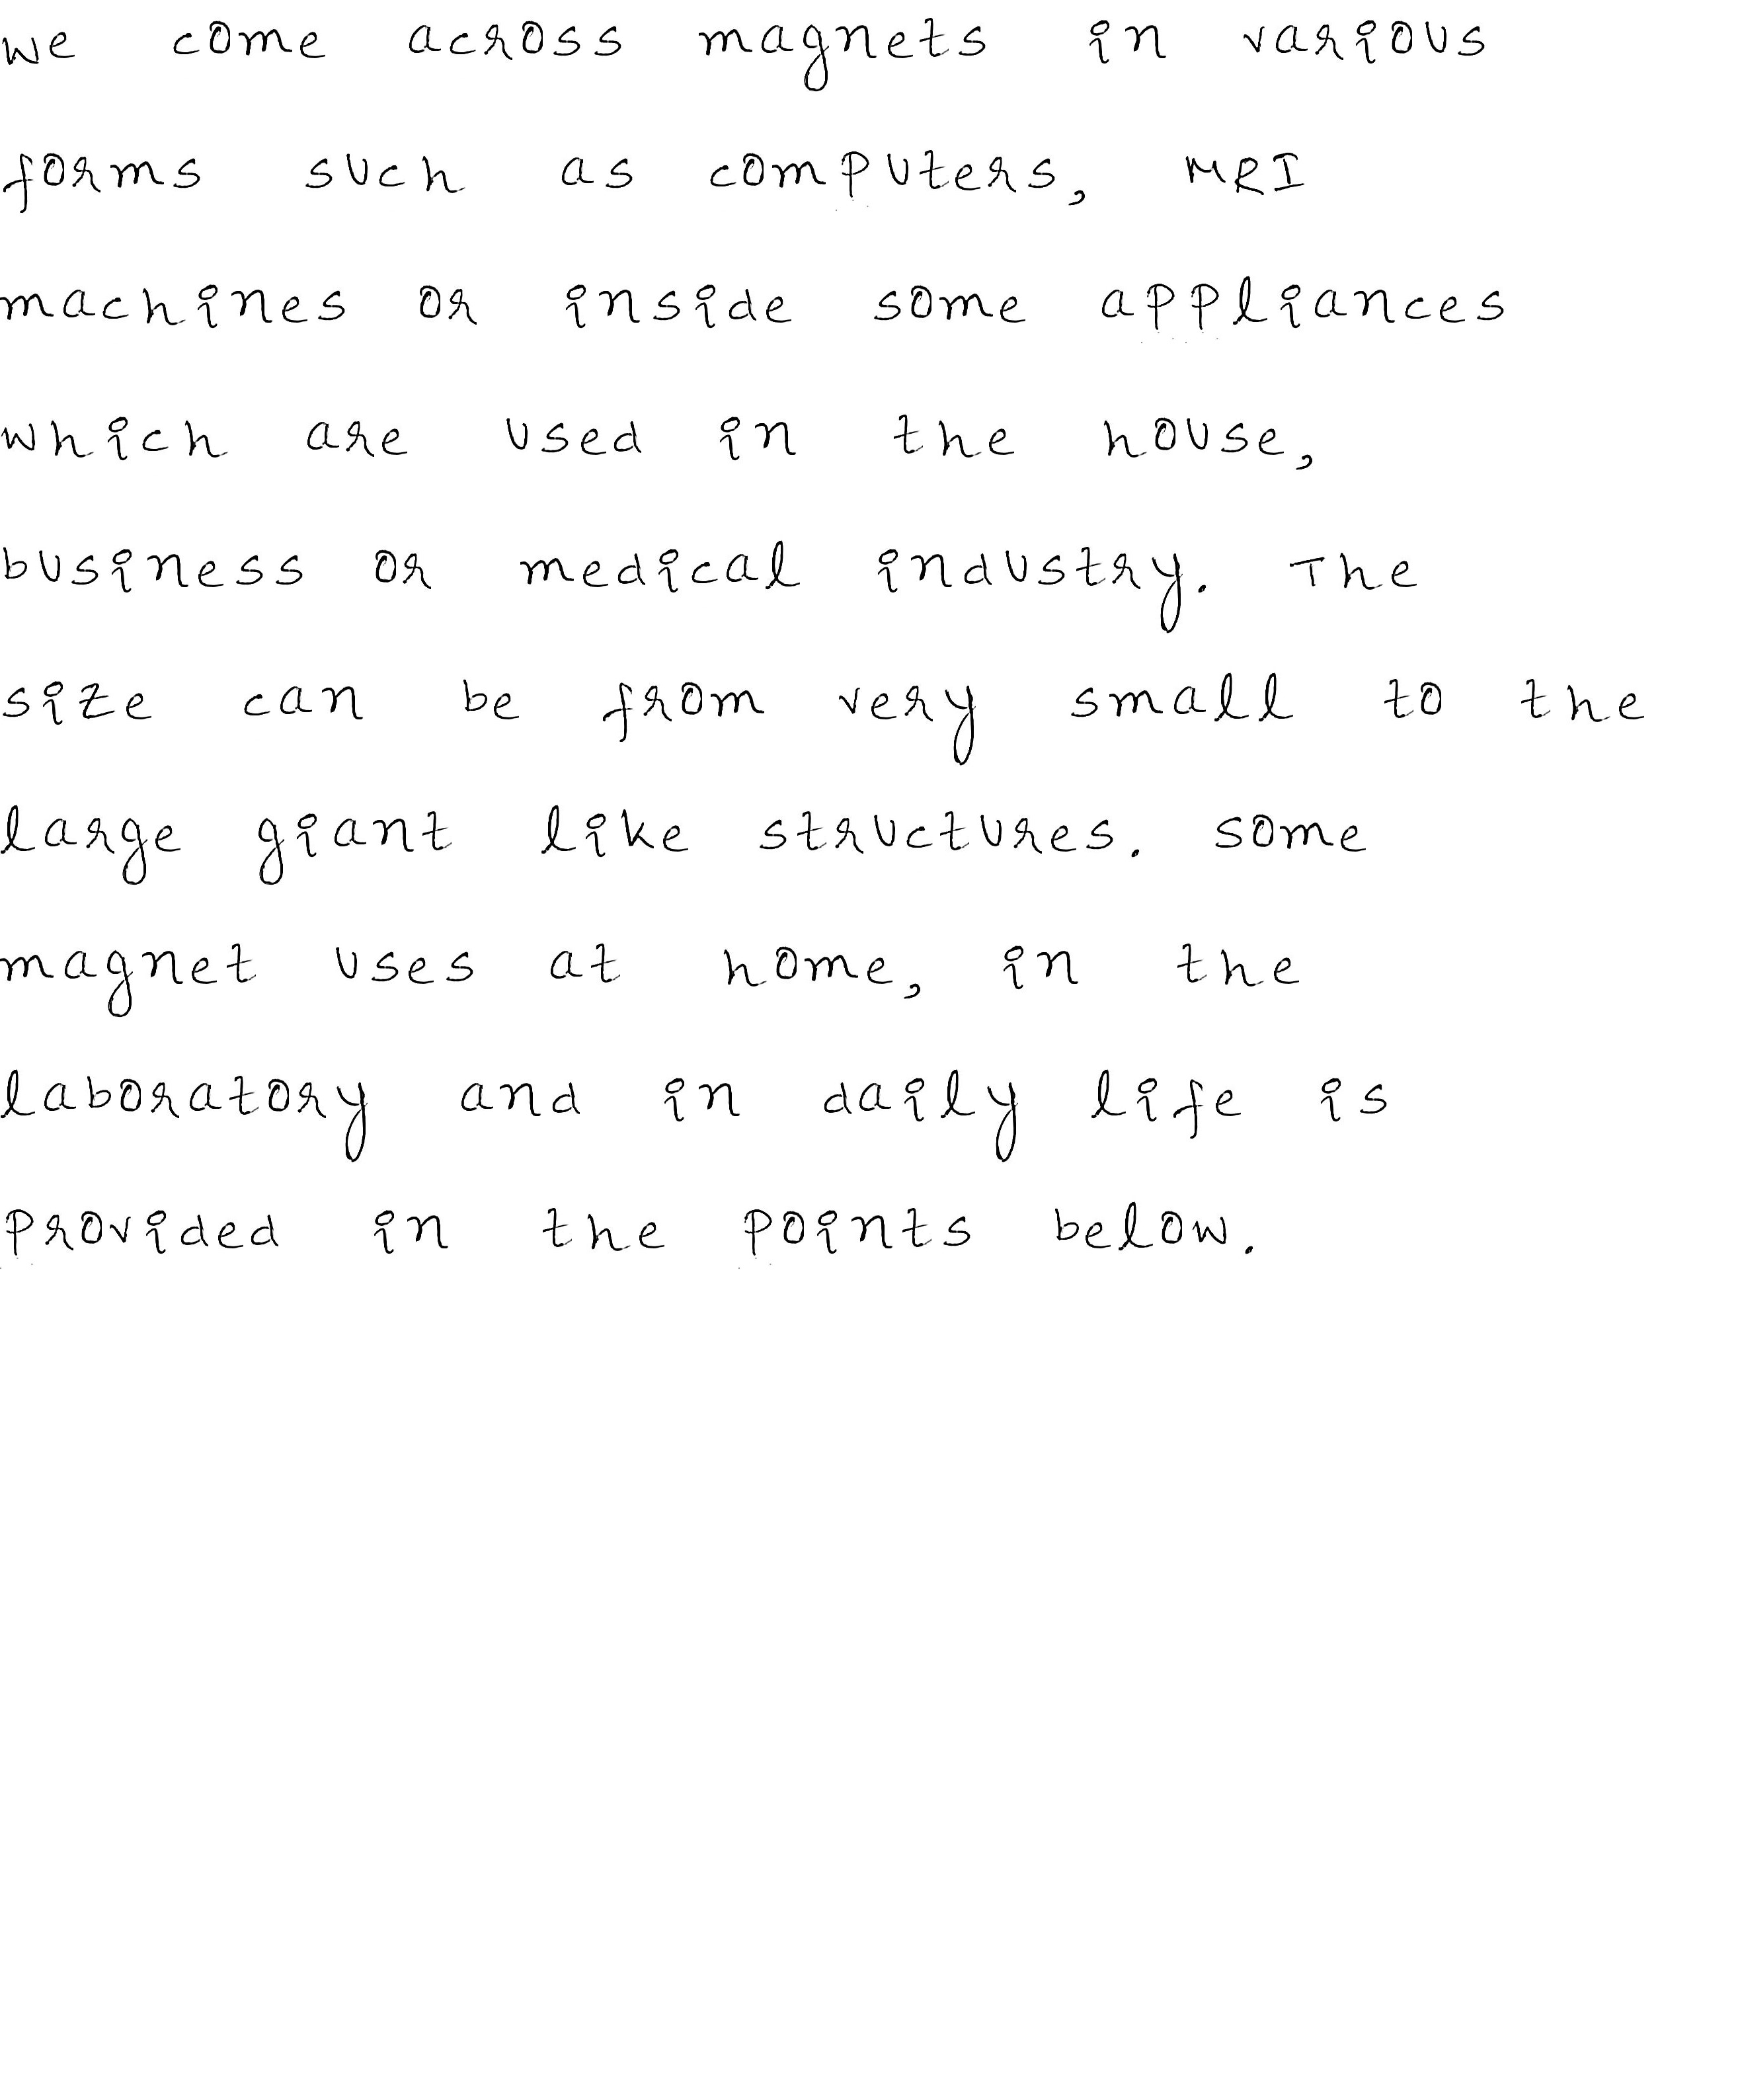 we come across magnets in various
forms such as computers, MRI
machines or inside some appliances
which are used in the house,
business or medical industry. The
size can be from very small to the
large giant like structures. some
magnet uses at home, in the
laboratory and in daily life is
provided in the points below.